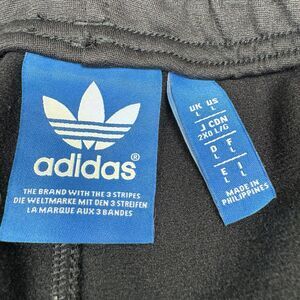 adidas®
THE BRAND WITH THE 3 STRIPES
DIE WELTMARKE MIT DEN 3 STREIFEN
LA MARQUE AUX 3 BANDES
UK US
L L
J CDN
2XO L/G
D F
L L
E I
L L
MADE IN
PHILIPPINES